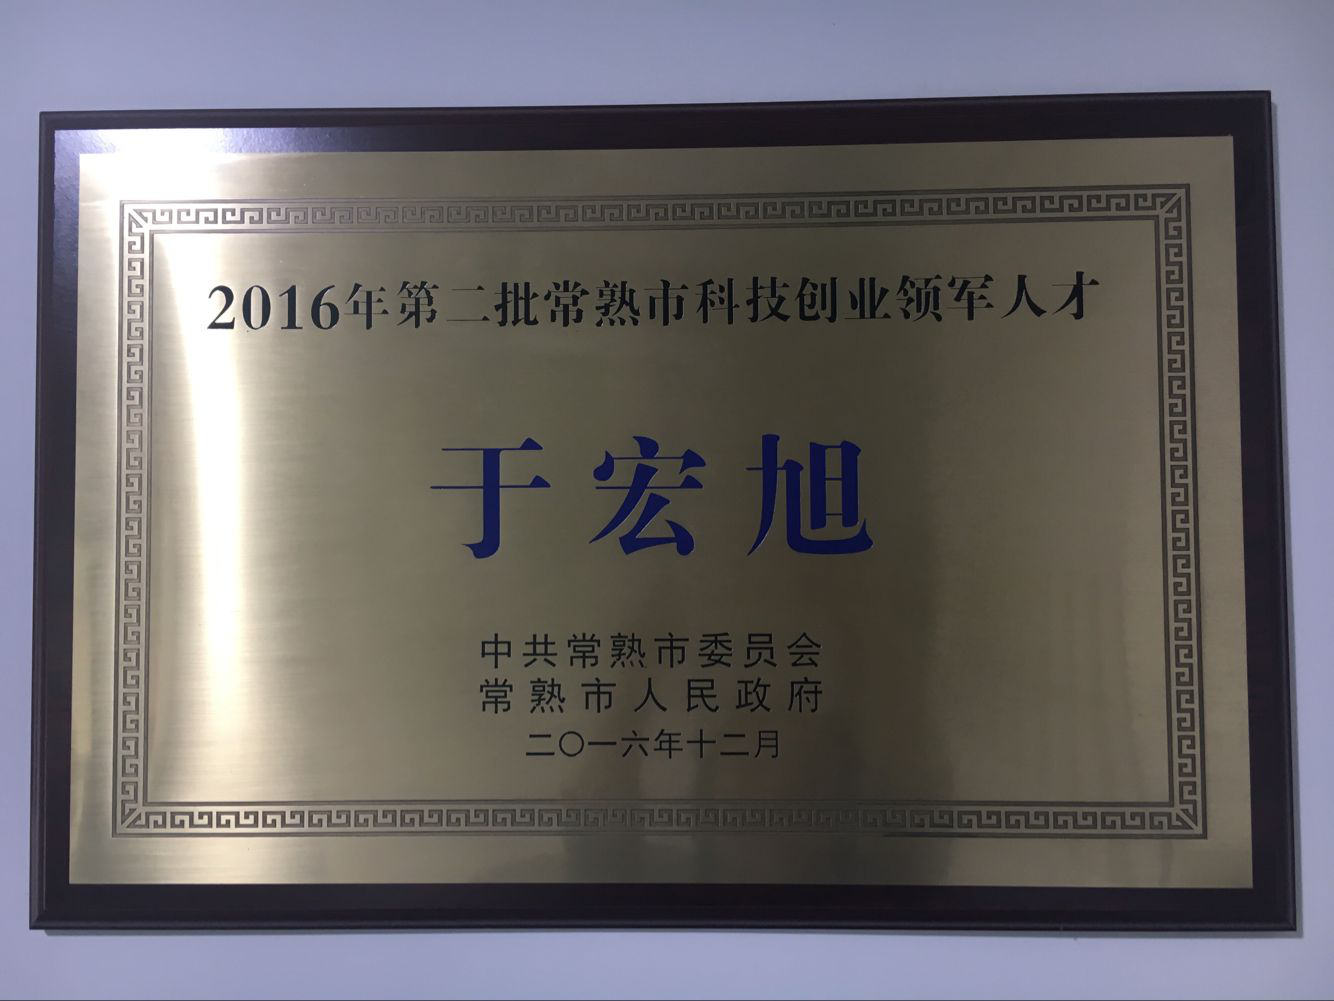 2016年第二批常熟市科技创业领军人才
于宏旭
中共常熟市委员会
常熟市人民政府
二〇一六年十二月